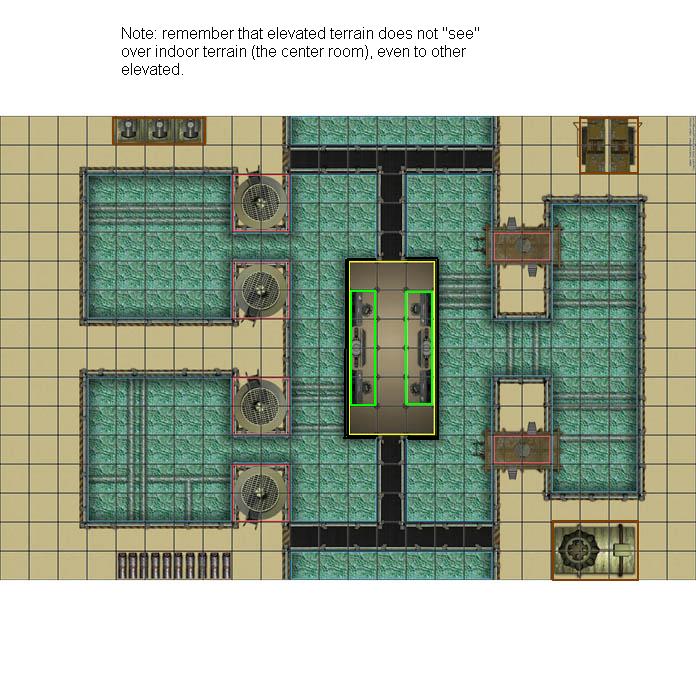 Note: remember that elevated terrain does not "see"
over indoor terrain (the center room), even to other
elevated.